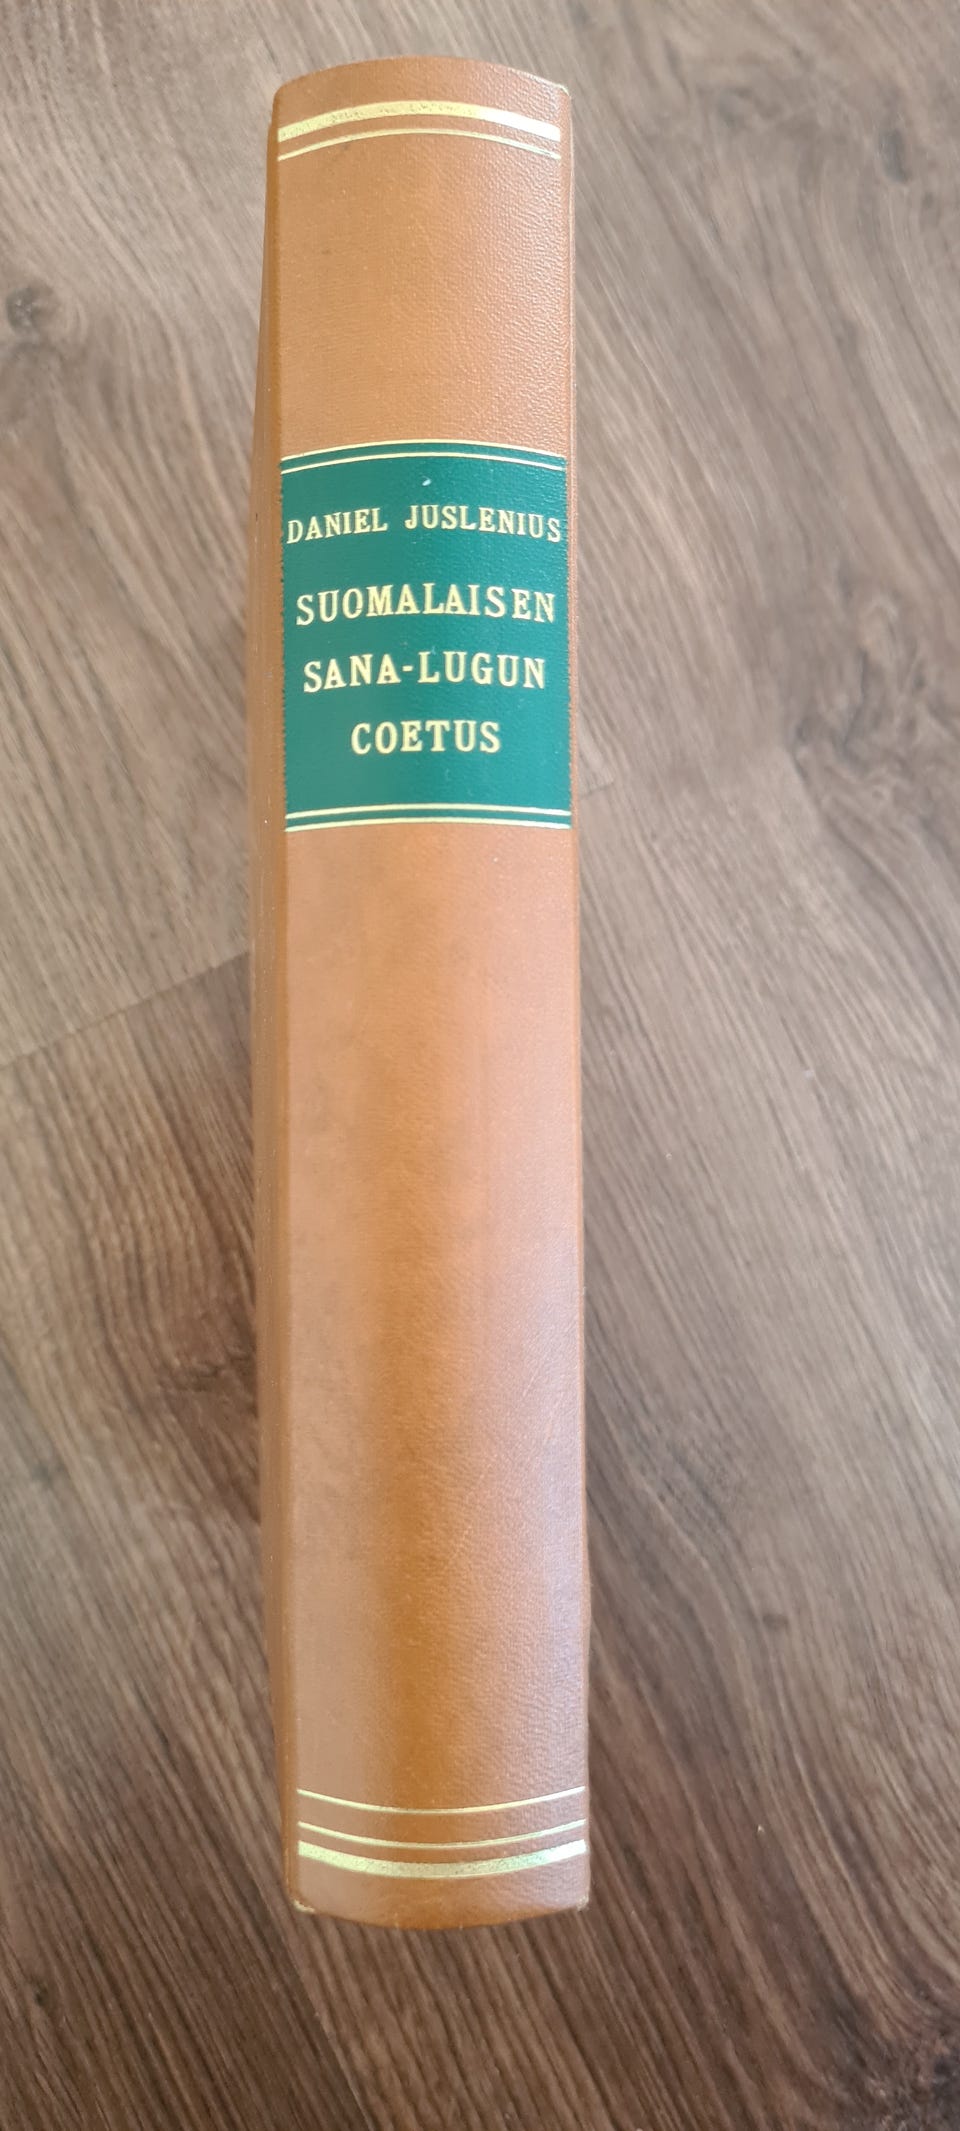 DANIEL JUSLENIUS
SUOMALAISEN
SANA-LUGUN
COETUS